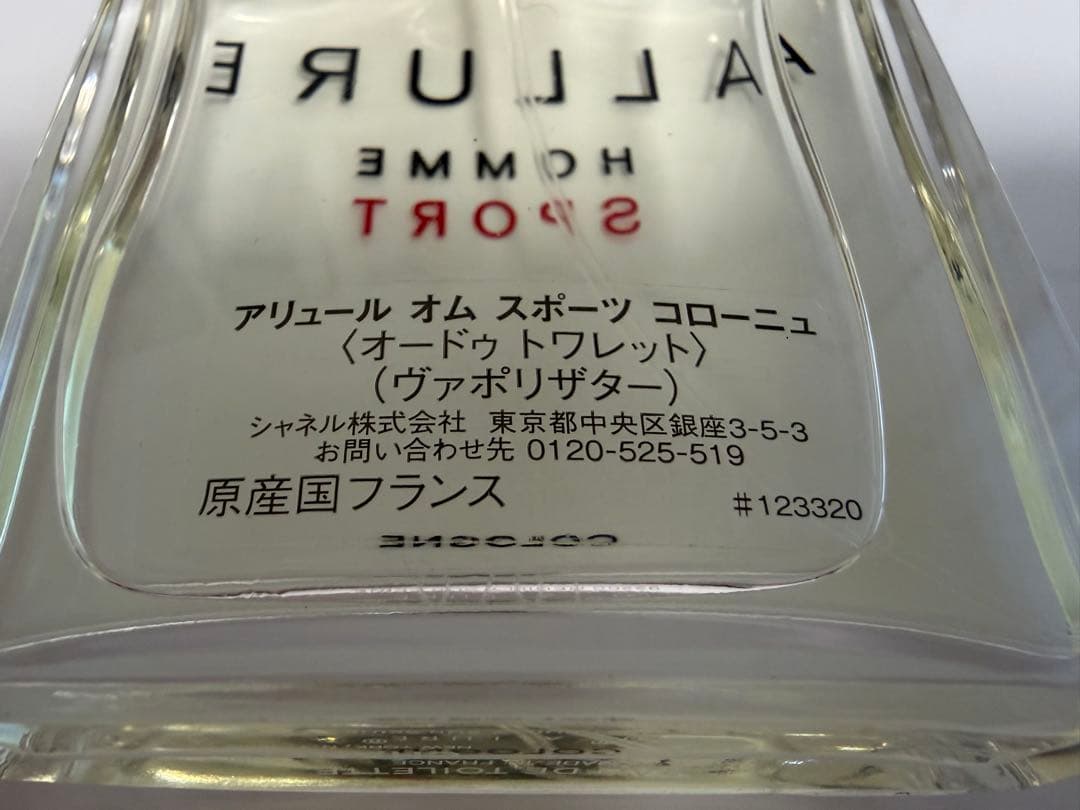 ALLURE
HOMME
SPORT
アリュール オム スポーツ コローニュ
〈オードゥ トワレット〉
(ヴァポリザター)
シャネル株式会社 東京都中央区銀座3-5-3
お問い合わせ先 0120-525-519
原産国フランス
#123320
COLOGNE
DE TOILETTE